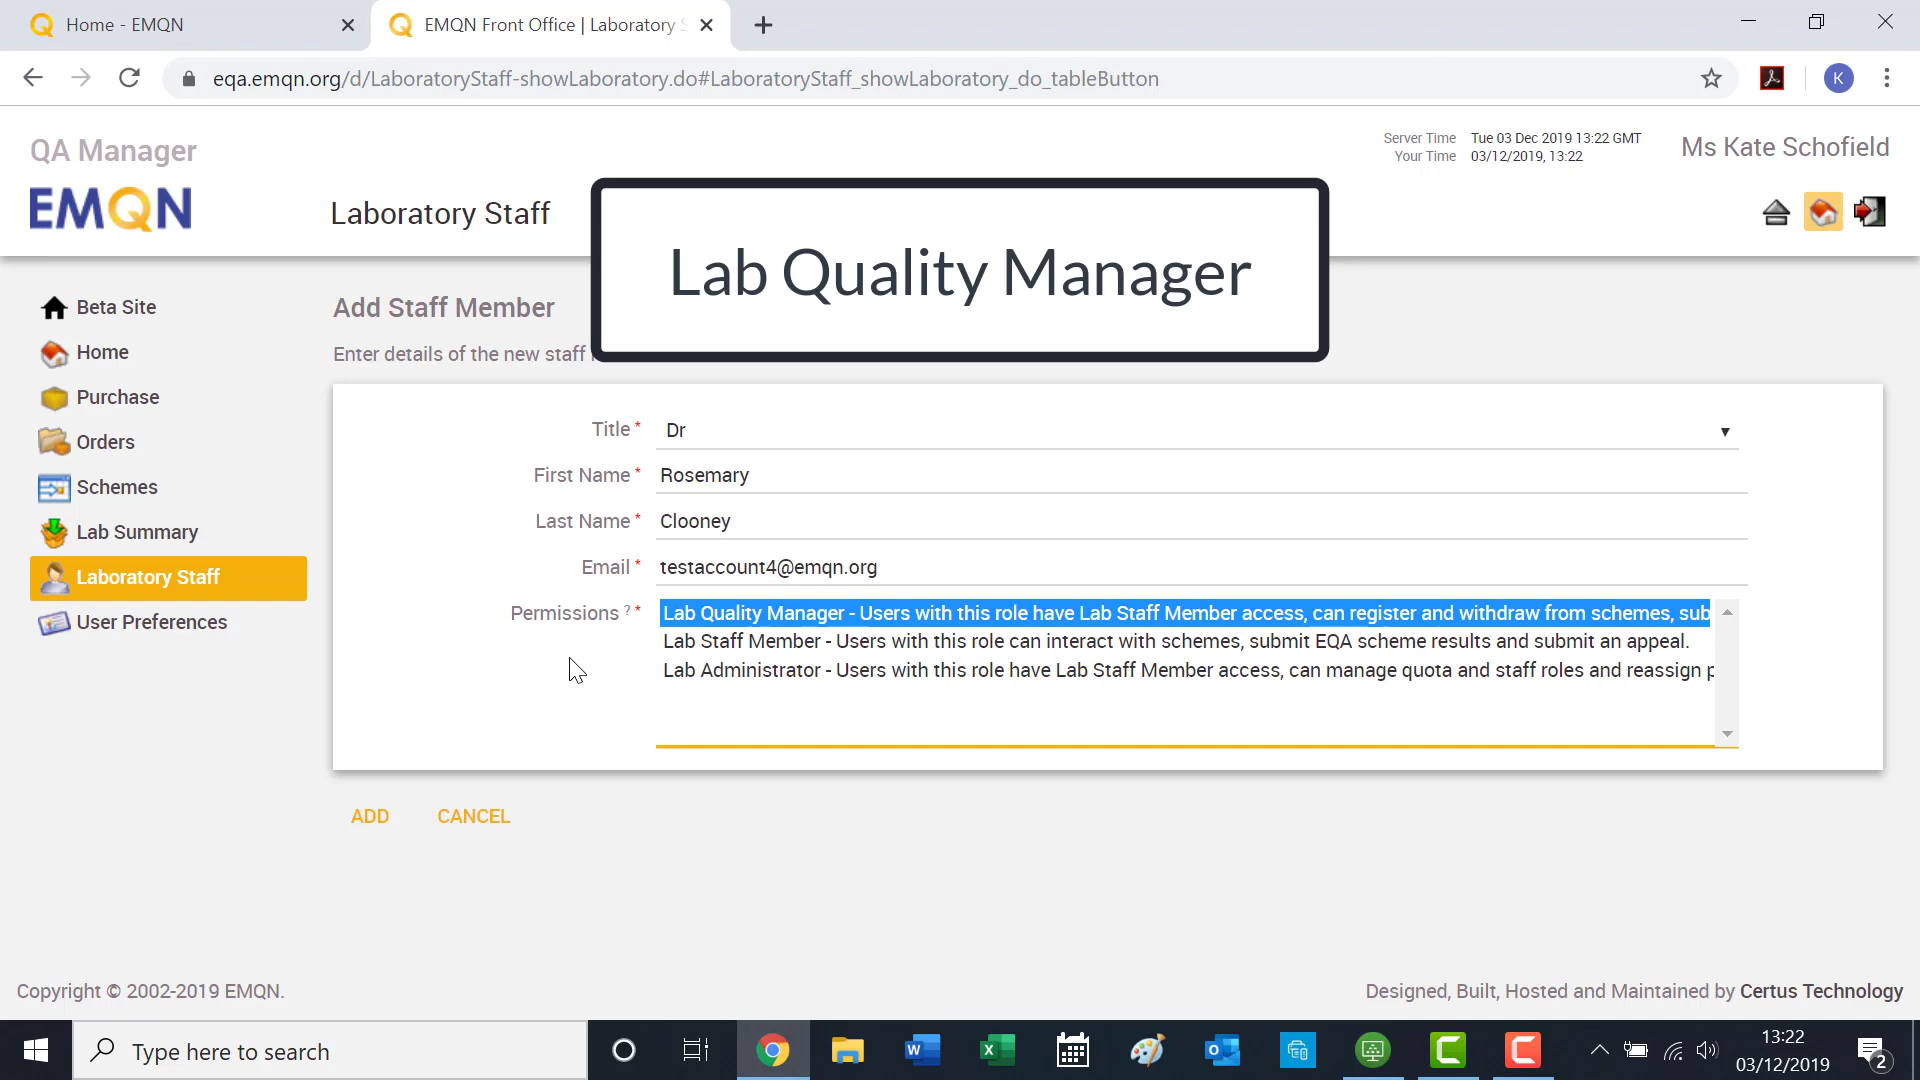 Home - EMQN
EMQN Front Office | Laboratory S
eqa.emqn.org/d/LaboratoryStaff-showLaboratory.do#LaboratoryStaff_showLaboratory_do_tableButton
K
QA Manager
EMQN
Laboratory Staff
Server Time Tue 03 Dec 2019 13:22 GMT
Your Time 03/12/2019, 13:22
Ms Kate Schofield
Lab Quality Manager
Beta Site
Home
Purchase
Orders
Schemes
Lab Summary
Laboratory Staff
User Preferences
Add Staff Member
Enter details of the new staff
Title * Dr
First Name * Rosemary
Last Name * Clooney
Email * testaccount4@emqn.org
Permissions ? * Lab Quality Manager - Users with this role have Lab Staff Member access, can register and withdraw from schemes, sub
Lab Staff Member - Users with this role can interact with schemes, submit EQA scheme results and submit an appeal.
Lab Administrator - Users with this role have Lab Staff Member access, can manage quota and staff roles and reassign p
ADD CANCEL
Copyright © 2002-2019 EMQN.
Designed, Built, Hosted and Maintained by Certus Technology
Type here to search
13:22
03/12/2019
2